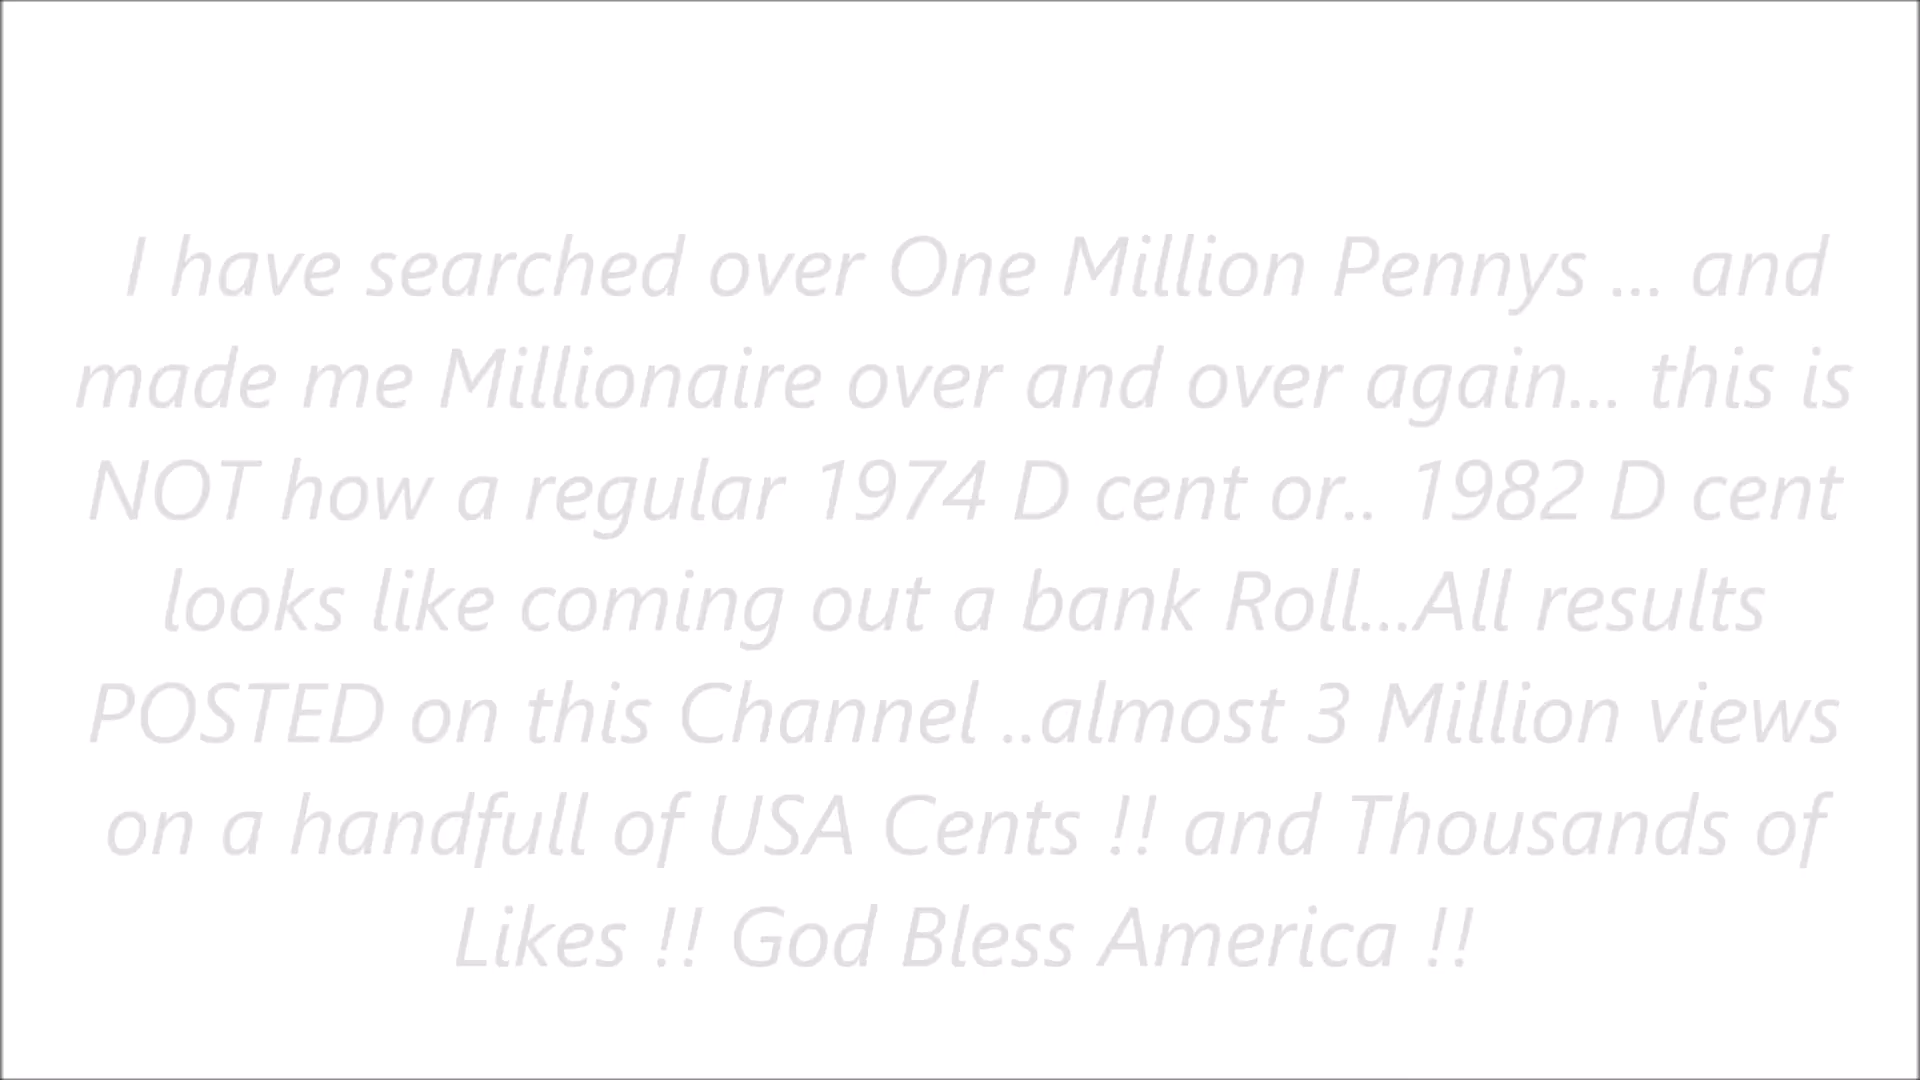 I have searched over One Million Pennys ... and
made me Millionaire over and over again... this is
NOT how a regular 1974 D cent or.. 1982 D cent
looks like coming out a bank Roll...All results
POSTED on this Channel ..almost 3 Million views
on a handfull of USA Cents !! and Thousands of
Likes !! God Bless America !!